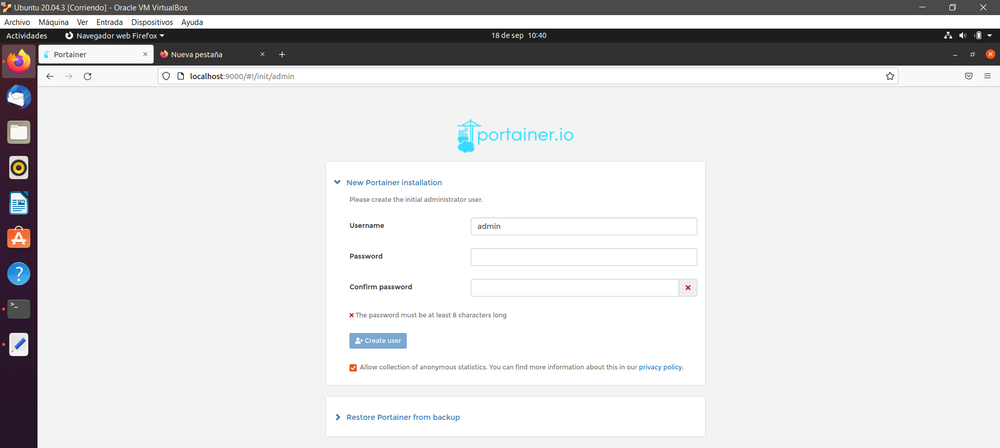 Ubuntu 20.04.3 [Corriendo] - Oracle VM VirtualBox
Archivo Máquina Ver Entrada Dispositivos Ayuda
Actividades Navegador web Firefox 18 de sep 10:40
Portainer Nueva pestaña
localhost:9000/#!/init/admin
portainer.io
New Portainer installation
Please create the initial administrator user.
Username admin
Password
Confirm password
The password must be at least 8 characters long
Create user
Allow collection of anonymous statistics. You can find more information about this in our privacy policy.
Restore Portainer from backup